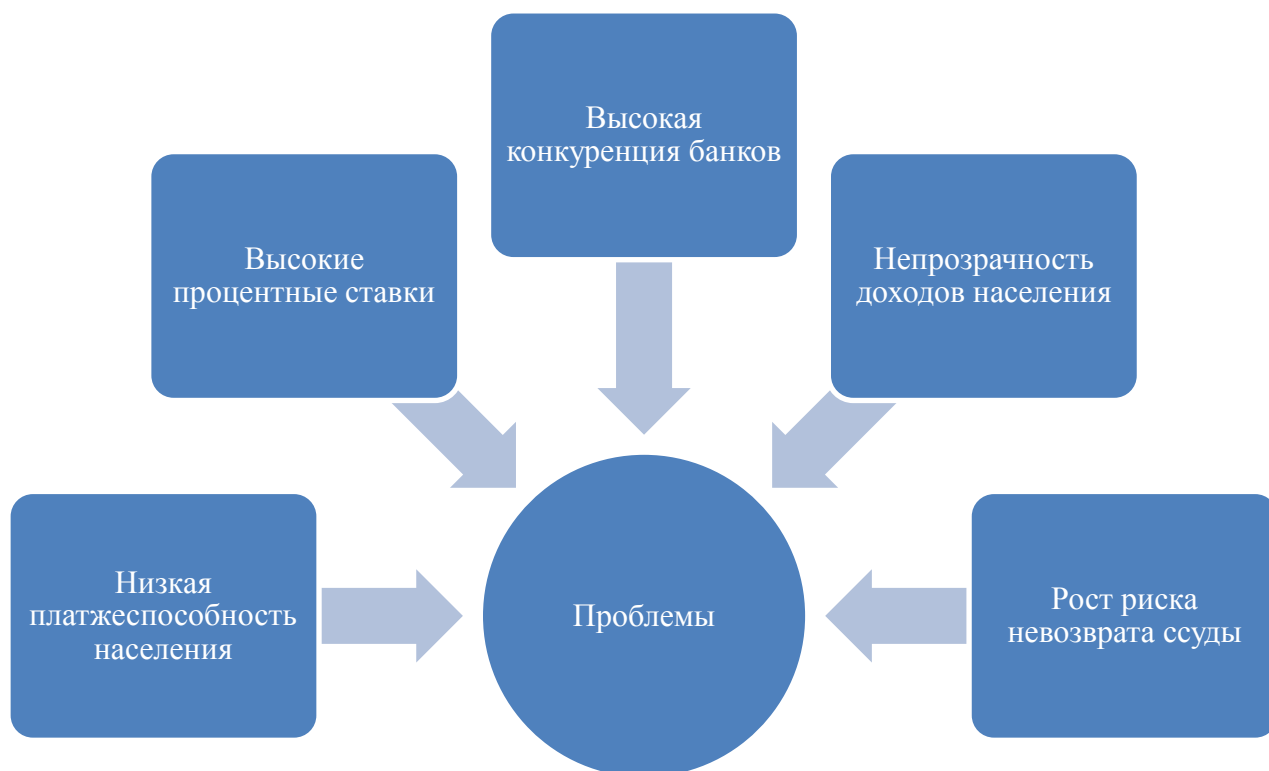 Высокая
конкуренция банков
Высокие
процентные ставки
Непрозрачность
доходов населения
Низкая
платжеспособность
населения
Проблемы
Рост риска
невозврата ссуды